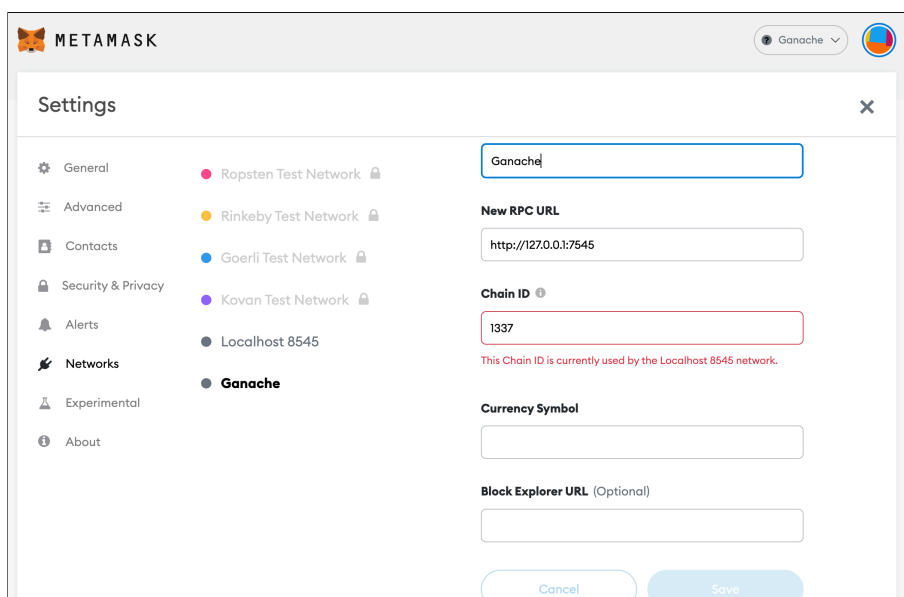 METAMASK
Ganache
Settings
General
Advanced
Contacts
Security & Privacy
Alerts
Networks
Experimental
About
Ropsten Test Network
Rinkeby Test Network
Goerli Test Network
Kovan Test Network
Localhost 8545
Ganache
Ganache
New RPC URL
http://127.0.0.1:7545
Chain ID
1337
This Chain ID is currently used by the Localhost 8545 network.
Currency Symbol
Block Explorer URL (Optional)
Cancel
Save